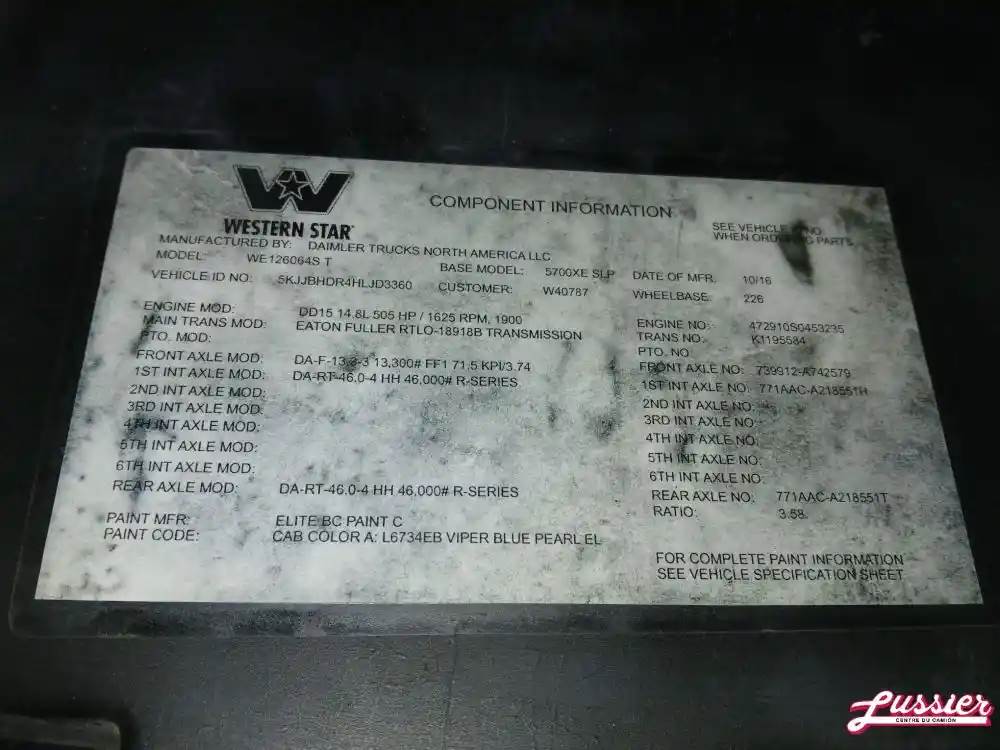 WESTERN STAR
COMPONENT INFORMATION
SEE VEHICLE NO
WHEN ORDERING PARTS
MANUFACTURED BY: DAIMLER TRUCKS NORTH AMERICA LLC
MODEL: WE126064S T BASE MODEL: 5700XE SLP DATE OF MFR. 10/16
VEHICLE ID NO: 5KJJBHDR4HLJD3360 CUSTOMER: W40787 WHEELBASE: 226
ENGINE MOD: DD15 14.8L 505 HP / 1625 RPM, 1900 ENGINE NO: 472910S0453235
MAIN TRANS MOD: EATON FULLER RTLO-18918B TRANSMISSION TRANS NO: K1195584
PTO. MOD: PTO. NO
FRONT AXLE MOD: DA-F-13.3-3 13,300# FF1 71.5 KPI/3.74 FRONT AXLE NO: 739912-A742579
1ST INT AXLE MOD: DA-RT-46.0-4 HH 46,000# R-SERIES 1ST INT AXLE NO: 771AAC-A218551H
2ND INT AXLE MOD: 2ND INT AXLE NO:
3RD INT AXLE MOD: 3RD INT AXLE NO:
4TH INT AXLE MOD: 4TH INT AXLE NO:
5TH INT AXLE MOD: 5TH INT AXLE NO:
6TH INT AXLE MOD: 6TH INT AXLE NO:
REAR AXLE MOD: DA-RT-46.0-4 HH 46,000# R-SERIES REAR AXLE NO: 771AAC-A218551T
RATIO: 3.58
PAINT MFR: ELITE BC PAINT C
PAINT CODE: CAB COLOR A: L6734EB VIPER BLUE PEARL EL
FOR COMPLETE PAINT INFORMATION
SEE VEHICLE SPECIFICATION SHEET
Lussier
CENTRE DU CAMION